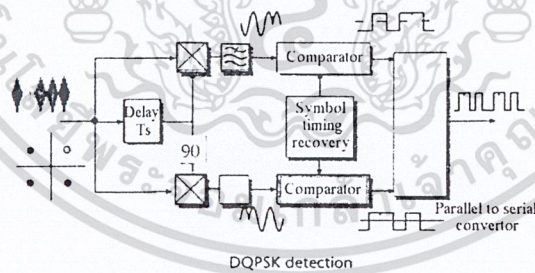 Comparator
Delay
Ts
Symbol
timing
recovery
90
Comparator
Parallel to serial
convertor
DQPSK detection